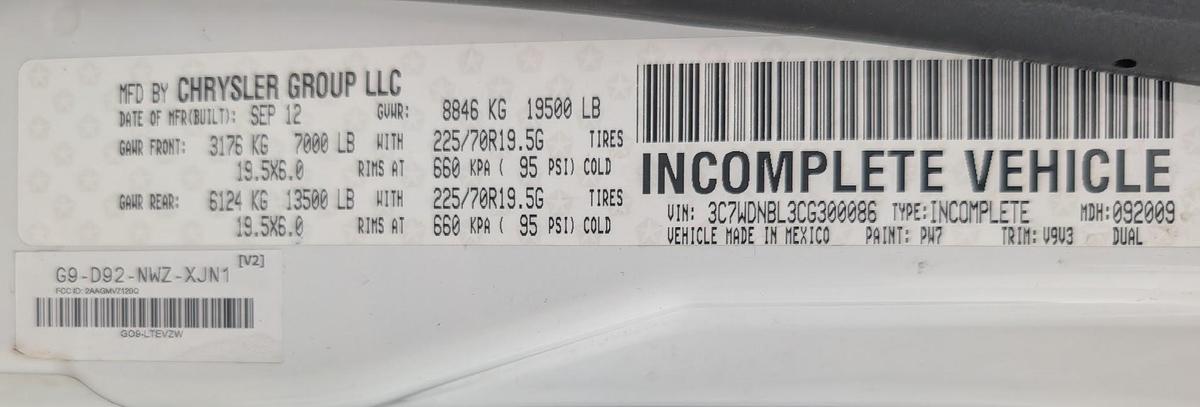 MFD BY CHRYSLER GROUP LLC
DATE OF MFR(BUILT): SEP 12 GVWR: 8846 KG 19500 LB
GAWR FRONT: 3176 KG 7000 LB WITH 225/70R19.5G TIRES
19.5X6.0 RIMS AT 660 KPA ( 95 PSI) COLD
GAWR REAR: 6124 KG 13500 LB WITH 225/70R19.5G TIRES
19.5X6.0 RIMS AT 660 KPA ( 95 PSI) COLD
INCOMPLETE VEHICLE
VIN: 3C7WDNBL3CG300086 TYPE: INCOMPLETE MDH: 092009
VEHICLE MADE IN MEXICO PAINT: PW7 TRIM: V9V3 DUAL
[V2]
G9-D92-NWZ-XJN1
FCC ID: 2AAGMVZ120Q
GO9-LTEVZW